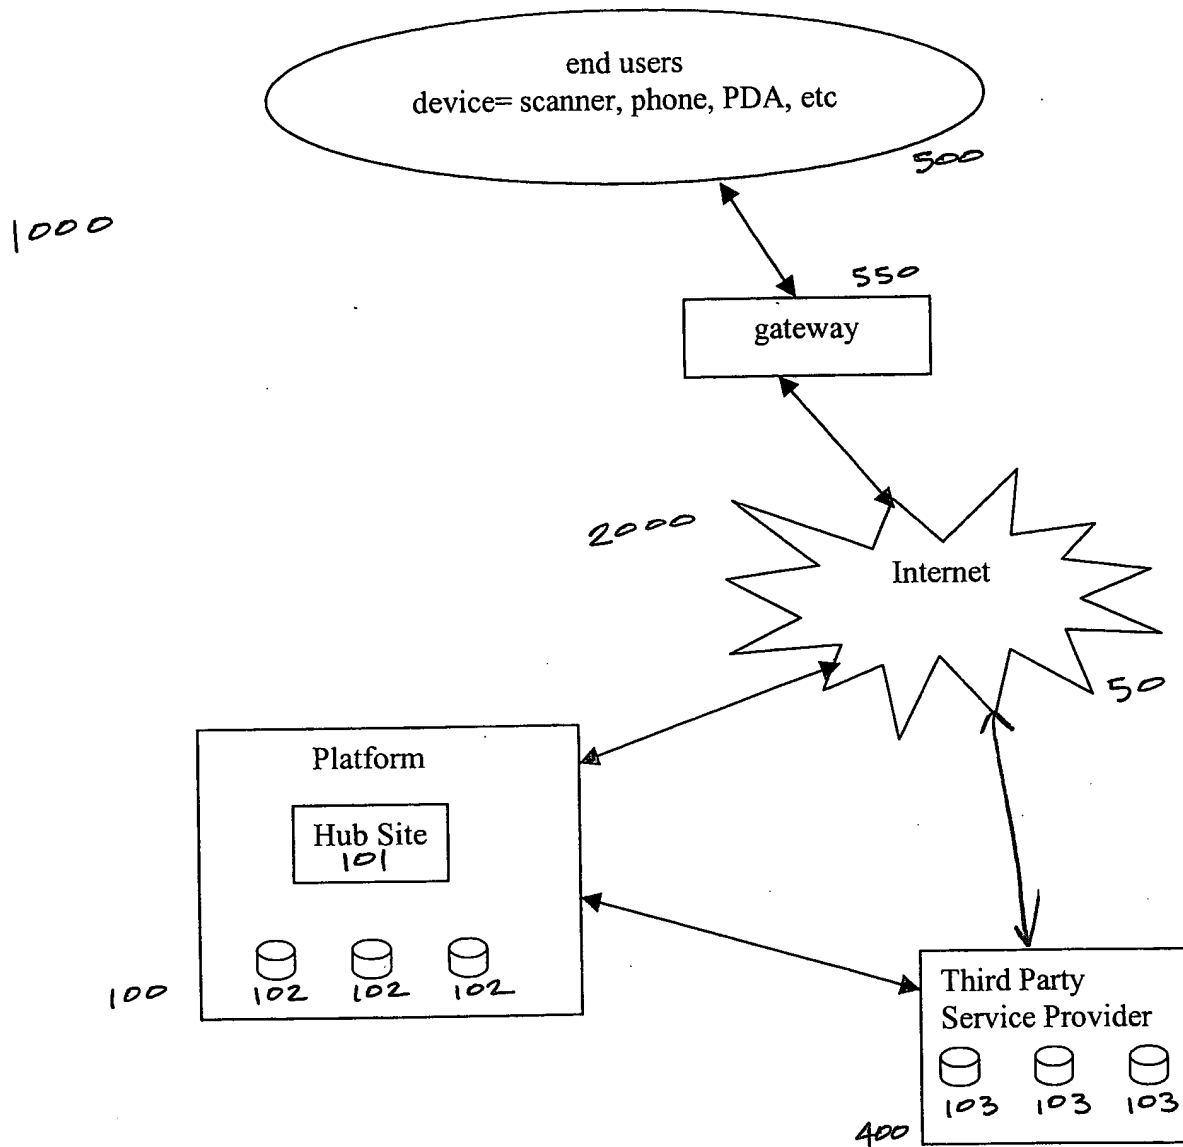 end users
device= scanner, phone, PDA, etc
500
1000
550
gateway
2000
Internet
50
Platform
Hub Site
101
102 102 102
100
Third Party
Service Provider
103 103 103
400